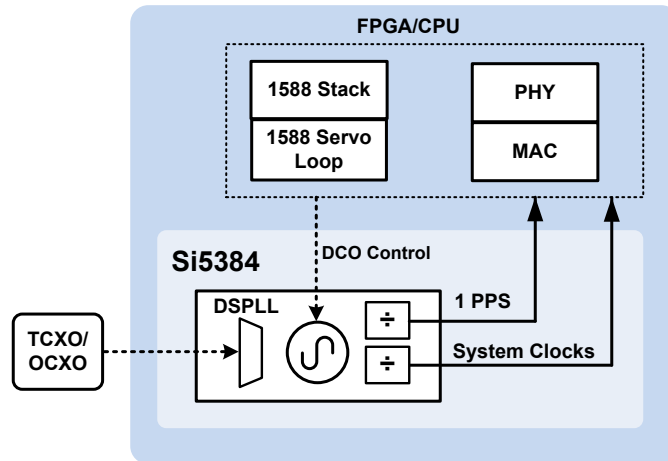 FPGA/CPU
1588 Stack
1588 Servo
Loop
PHY
MAC
DCO Control
Si5384
DSPLL
÷
1 PPS
÷
System Clocks
TCXO/
OCXO